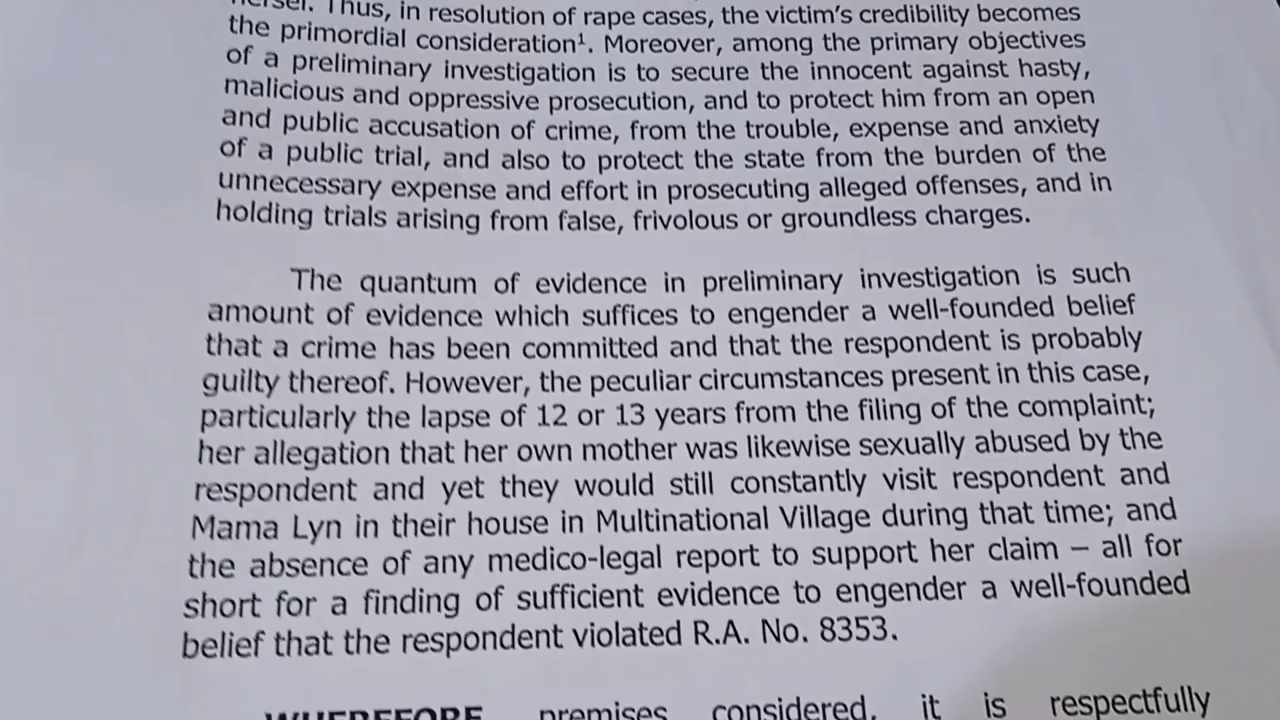 hersel. Thus, in resolution of rape cases, the victim's credibility becomes
the primordial consideration¹. Moreover, among the primary objectives
of a preliminary investigation is to secure the innocent against hasty,
malicious and oppressive prosecution, and to protect him from an open
and public accusation of crime, from the trouble, expense and anxiety
of a public trial, and also to protect the state from the burden of the
unnecessary expense and effort in prosecuting alleged offenses, and in
holding trials arising from false, frivolous or groundless charges.
The quantum of evidence in preliminary investigation is such
amount of evidence which suffices to engender a well-founded belief
that a crime has been committed and that the respondent is probably
guilty thereof. However, the peculiar circumstances present in this case,
particularly the lapse of 12 or 13 years from the filing of the complaint;
her allegation that her own mother was likewise sexually abused by the
respondent and yet they would still constantly visit respondent and
Mama Lyn in their house in Multinational Village during that time; and
the absence of any medico-legal report to support her claim – all for
short for a finding of sufficient evidence to engender a well-founded
belief that the respondent violated R.A. No. 8353.
WHEREFORE premises considered, it is respectfully